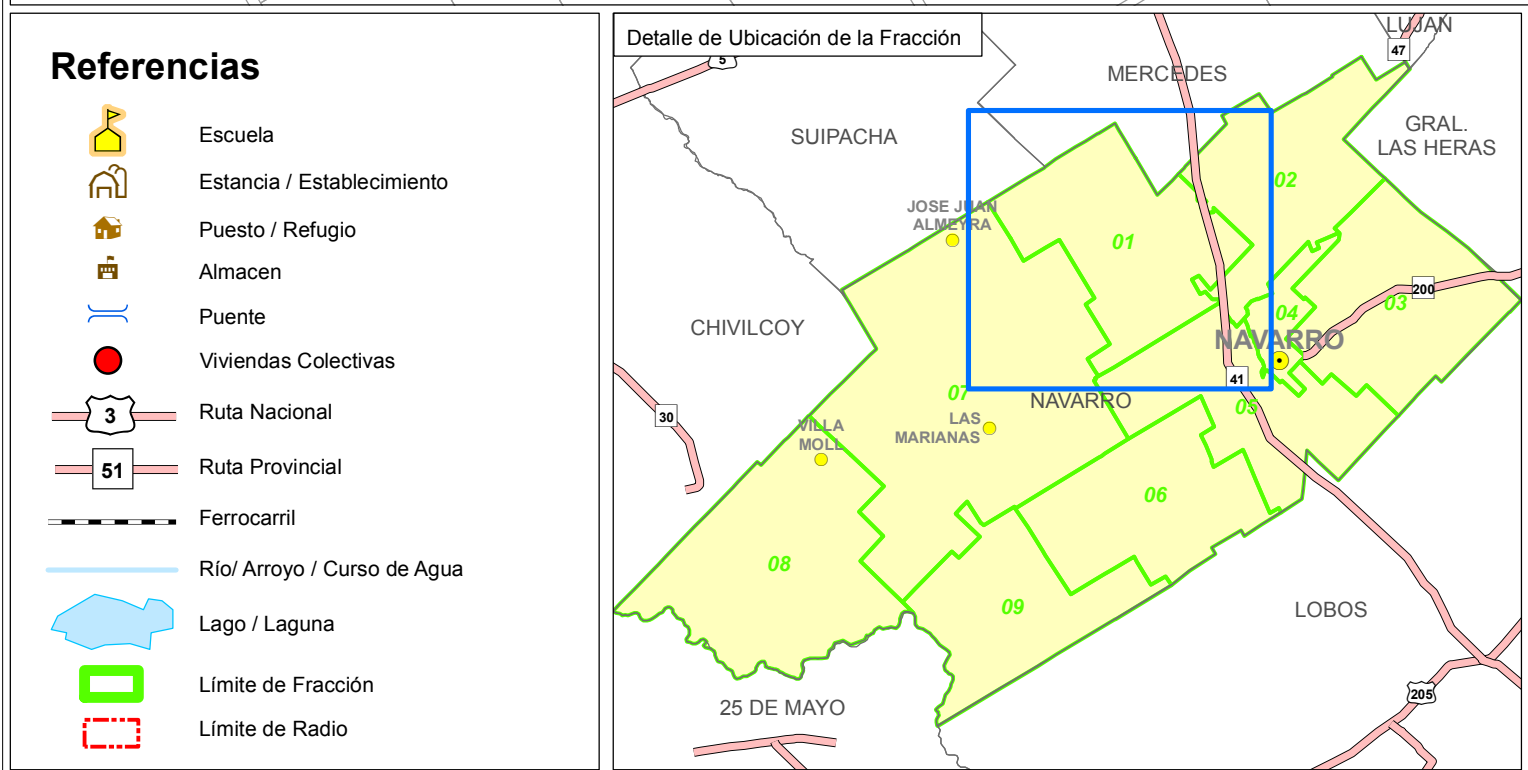 Referencias
Escuela
Estancia / Establecimiento
Puesto / Refugio
Almacen
Puente
Viviendas Colectivas
3
Ruta Nacional
51
Ruta Provincial
Ferrocarril
Río/ Arroyo / Curso de Agua
Lago / Laguna
Límite de Fracción
Límite de Radio
Detalle de Ubicación de la Fracción
LUJAN
47
5
MERCEDES
SUIPACHA
GRAL.
LAS HERAS
02
JOSE JUAN
ALMEYRA
01
200
03
04
CHIVILCOY
NAVARRO
41
07
NAVARRO
05
30
VILLA
MOLL
LAS
MARIANAS
06
08
09
LOBOS
205
25 DE MAYO